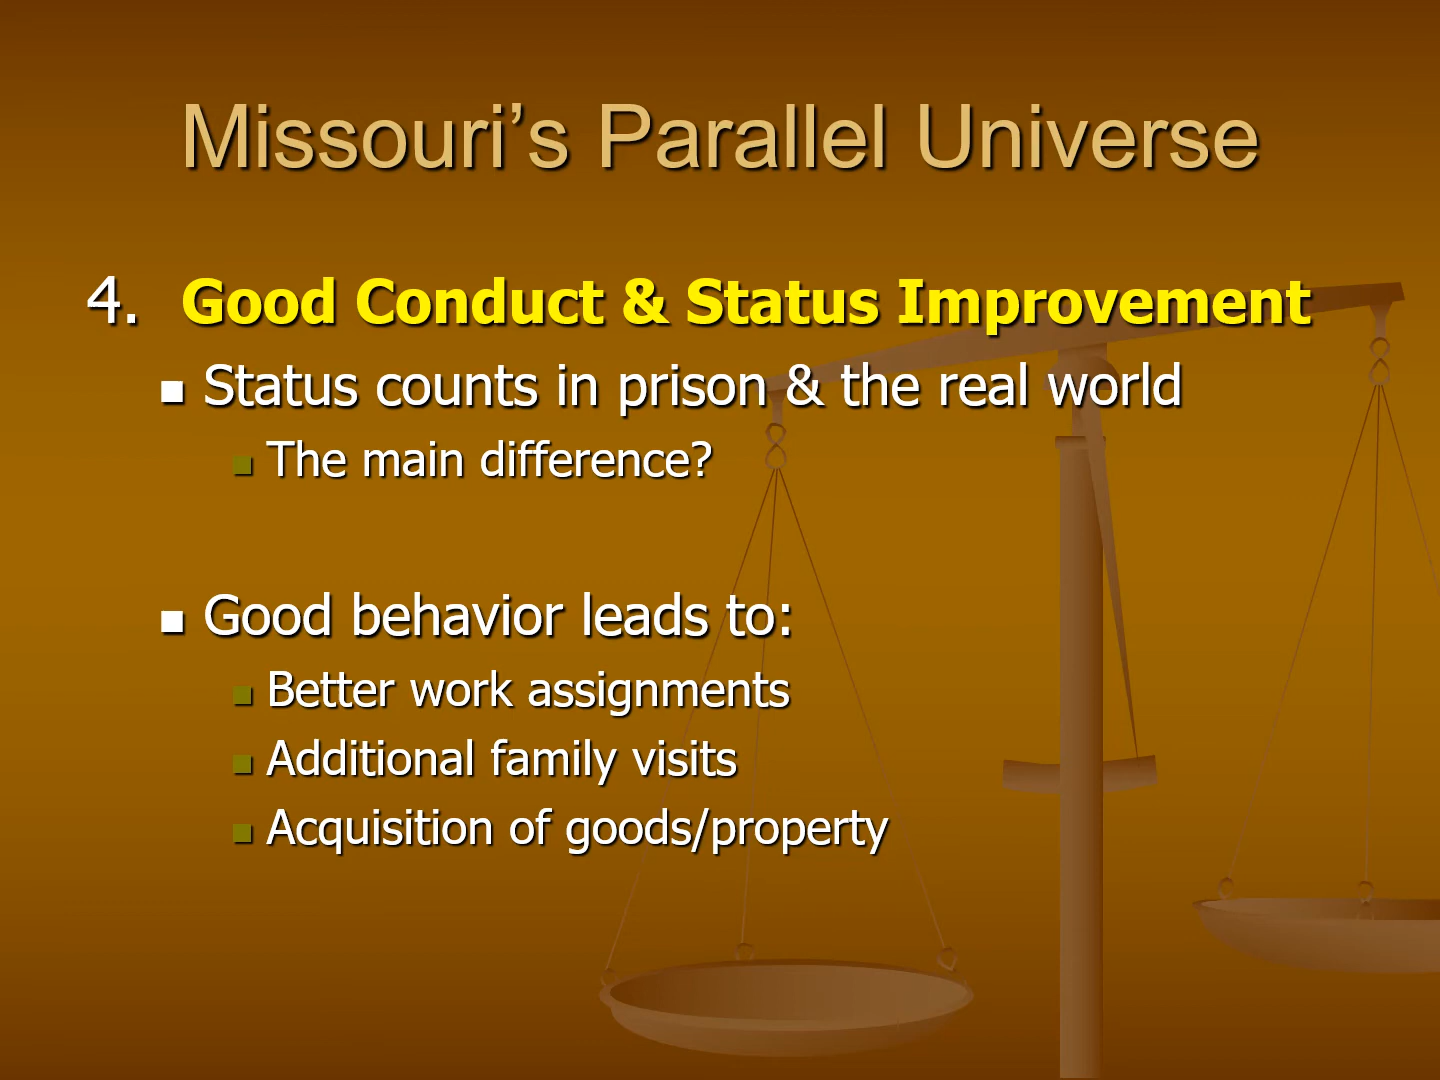 Missouri’s Parallel Universe
4. Good Conduct & Status Improvement
Status counts in prison & the real world
The main difference?
Good behavior leads to:
Better work assignments
Additional family visits
Acquisition of goods/property